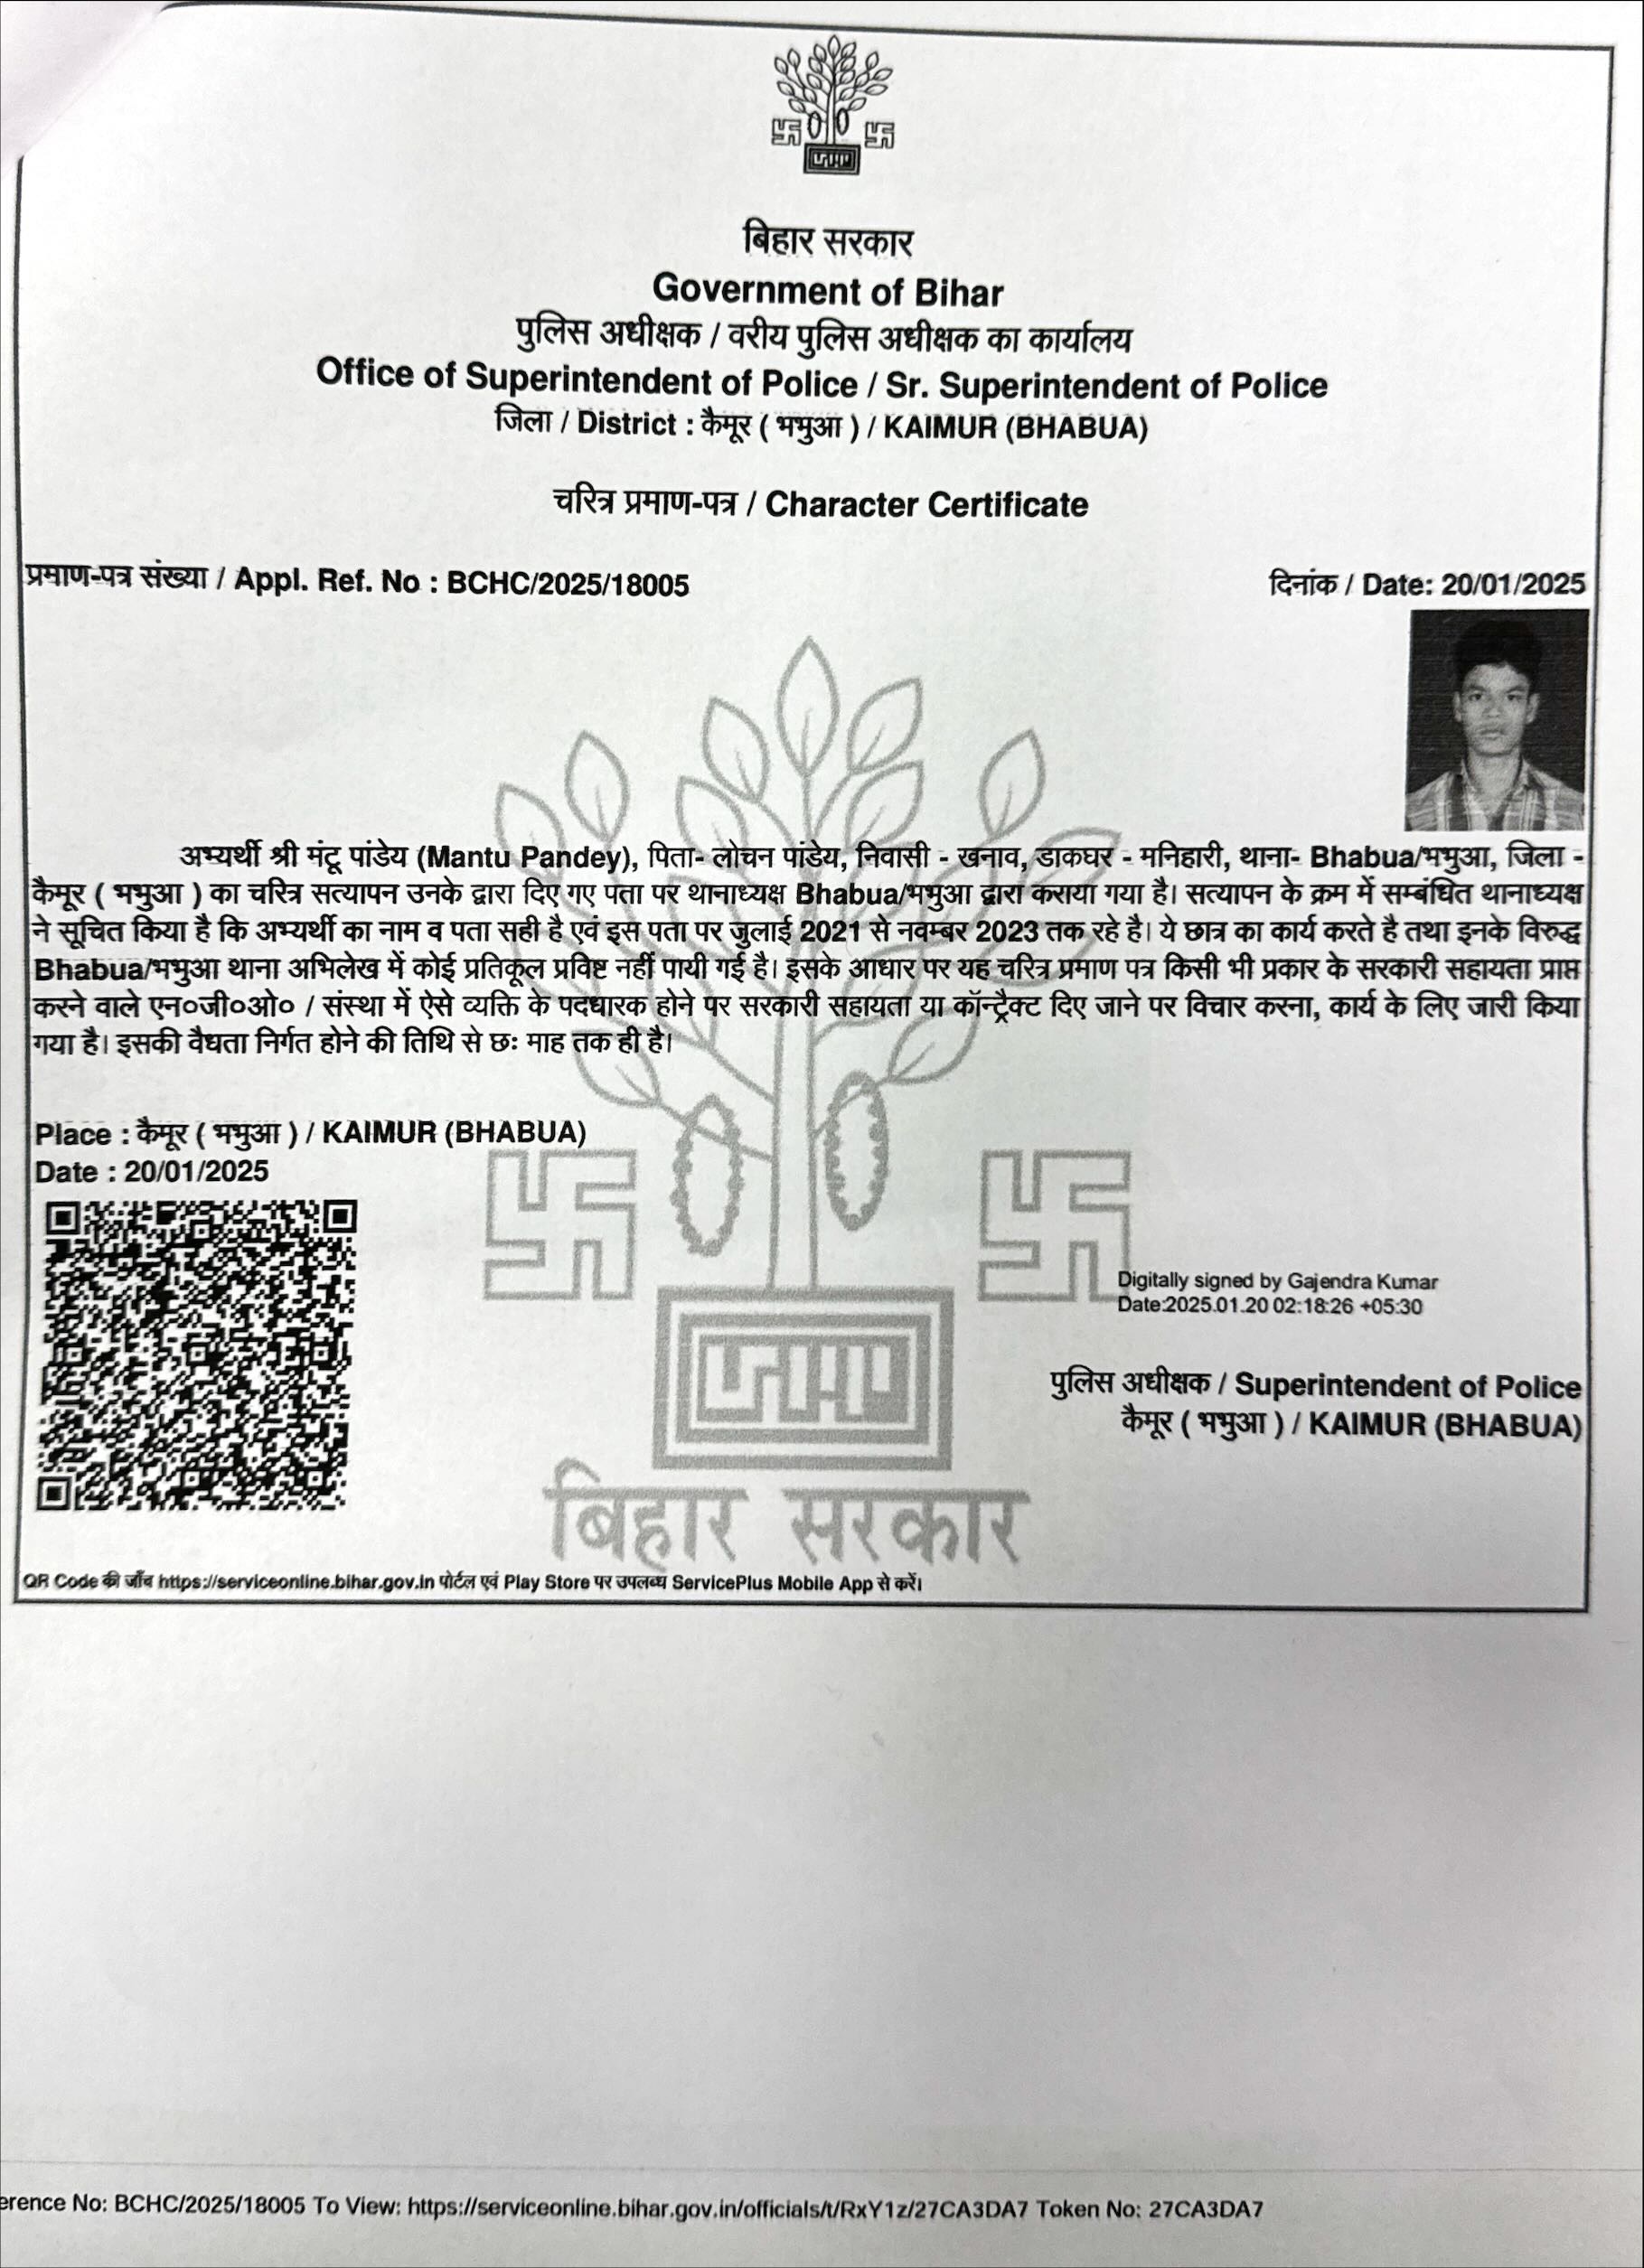 बिहार सरकार
Government of Bihar
पुलिस अधीक्षक / वरीय पुलिस अधीक्षक का कार्यालय
Office of Superintendent of Police / Sr. Superintendent of Police
जिला / District : कैमूर ( भभुआ ) / KAIMUR (BHABUA)
चरित्र प्रमाण-पत्र / Character Certificate
प्रमाण-पत्र संख्या / Appl. Ref. No : BCHC/2025/18005
दिनांक / Date: 20/01/2025
अभ्यर्थी श्री मंटू पांडेय (Mantu Pandey), पिता- लोचन पांडेय, निवासी - खनाव, डाकघर - मनिहारी, थाना- Bhabua/भभुआ, जिला -
कैमूर ( भभुआ ) का चरित्र सत्यापन उनके द्वारा दिए गए पता पर थानाध्यक्ष Bhabua/भभुआ द्वारा कराया गया है। सत्यापन के क्रम में सम्बंधित थानाध्यक्ष
ने सूचित किया है कि अभ्यर्थी का नाम व पता सही है एवं इस पता पर जुलाई 2021 से नवम्बर 2023 तक रहे है। ये छात्र का कार्य करते है तथा इनके विरुद्ध
Bhabua/भभुआ थाना अभिलेख में कोई प्रतिकूल प्रविष्ट नहीं पायी गई है। इसके आधार पर यह चरित्र प्रमाण पत्र किसी भी प्रकार के सरकारी सहायता प्राप्त
करने वाले एन०जी०ओ० / संस्था में ऐसे व्यक्ति के पदधारक होने पर सरकारी सहायता या कॉन्ट्रैक्ट दिए जाने पर विचार करना, कार्य के लिए जारी किया
गया है। इसकी वैधता निर्गत होने की तिथि से छः माह तक ही है।
Place : कैमूर ( भभुआ ) / KAIMUR (BHABUA)
Date : 20/01/2025
Digitally signed by Gajendra Kumar
Date:2025.01.20 02:18:26 +05:30
पुलिस अधीक्षक / Superintendent of Police
कैमूर ( भभुआ ) / KAIMUR (BHABUA)
बिहार सरकार
QR Code की जाँच https://serviceonline.bihar.gov.in पोर्टल एवं Play Store पर उपलब्ध ServicePlus Mobile App से करें।
erence No: BCHC/2025/18005 To View: https://serviceonline.bihar.gov.in/officials/t/RxY1z/27CA3DA7 Token No: 27CA3DA7